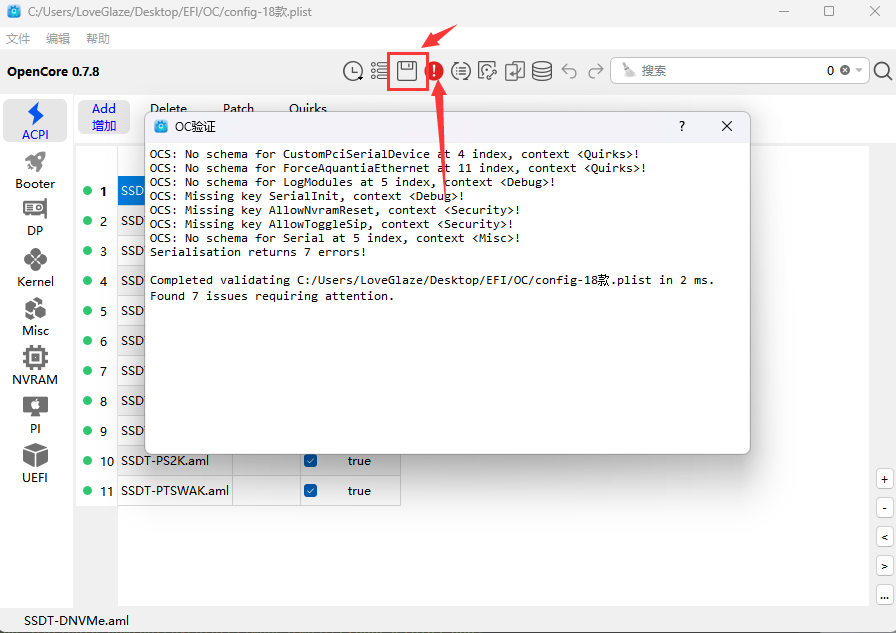 C:/Users/LoveGlaze/Desktop/EFI/OC/config-18款.plist
文件 编辑 帮助
OpenCore 0.7.8
搜索
0
ACPI
Booter
DP
Kernel
Misc
NVRAM
PI
UEFI
Add
增加
Delete
Patch
Quirks
OC验证
?
OCS: No schema for CustomPciSerialDevice at 4 index, context <Quirks>!
OCS: No schema for ForceAquantiaEthernet at 11 index, context <Quirks>!
OCS: No schema for LogModules at 5 index, context <Debug>!
OCS: Missing key SerialInit, context <Debug>!
OCS: Missing key AllowNvramReset, context <Security>!
OCS: Missing key AllowToggleSip, context <Security>!
OCS: No schema for Serial at 5 index, context <Misc>!
Serialisation returns 7 errors!
Completed validating C:/Users/LoveGlaze/Desktop/EFI/OC/config-18款.plist in 2 ms.
Found 7 issues requiring attention.
1 SSD
2 SSD
3 SSD
4 SSD
5 SSD
6 SSD
7 SSD
8 SSD
9 SSD
10 SSDT-PS2K.aml true
11 SSDT-PTSWAK.aml true
+
-
<
>
...
SSDT-DNVMe.aml